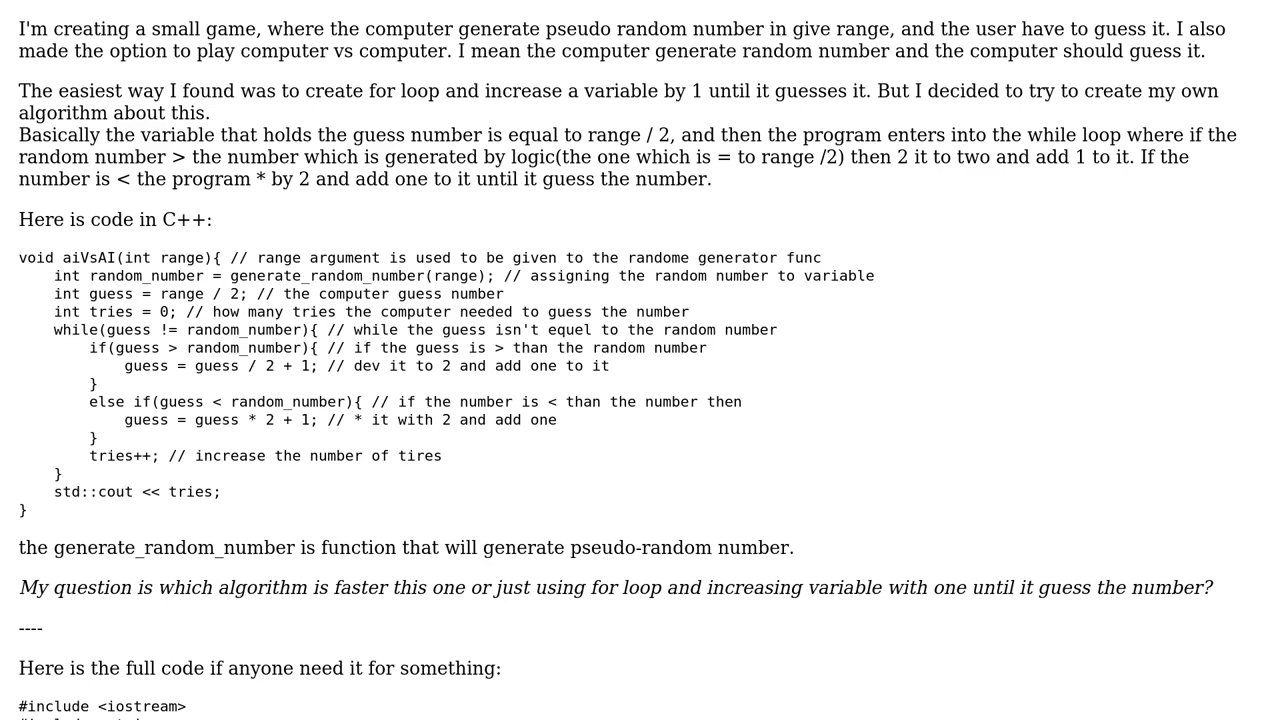 I'm creating a small game, where the computer generate pseudo random number in give range, and the user have to guess it. I also
made the option to play computer vs computer. I mean the computer generate random number and the computer should guess it.
The easiest way I found was to create for loop and increase a variable by 1 until it guesses it. But I decided to try to create my own
algorithm about this.
Basically the variable that holds the guess number is equal to range / 2, and then the program enters into the while loop where if the
random number > the number which is generated by logic(the one which is = to range /2) then 2 it to two and add 1 to it. If the
number is < the program * by 2 and add one to it until it guess the number.
Here is code in C++:
void aiVsAI(int range){ // range argument is used to be given to the randome generator func
    int random_number = generate_random_number(range); // assigning the random number to variable
    int guess = range / 2; // the computer guess number
    int tries = 0; // how many tries the computer needed to guess the number
    while(guess != random_number){ // while the guess isn't equel to the random number
        if(guess > random_number){ // if the guess is > than the random number
            guess = guess / 2 + 1; // dev it to 2 and add one to it
        }
        else if(guess < random_number){ // if the number is < than the number then
            guess = guess * 2 + 1; // * it with 2 and add one
        }
        tries++; // increase the number of tires
    }
    std::cout << tries;
}
the generate_random_number is function that will generate pseudo-random number.
My question is which algorithm is faster this one or just using for loop and increasing variable with one until it guess the number?
----
Here is the full code if anyone need it for something:
#include <iostream>